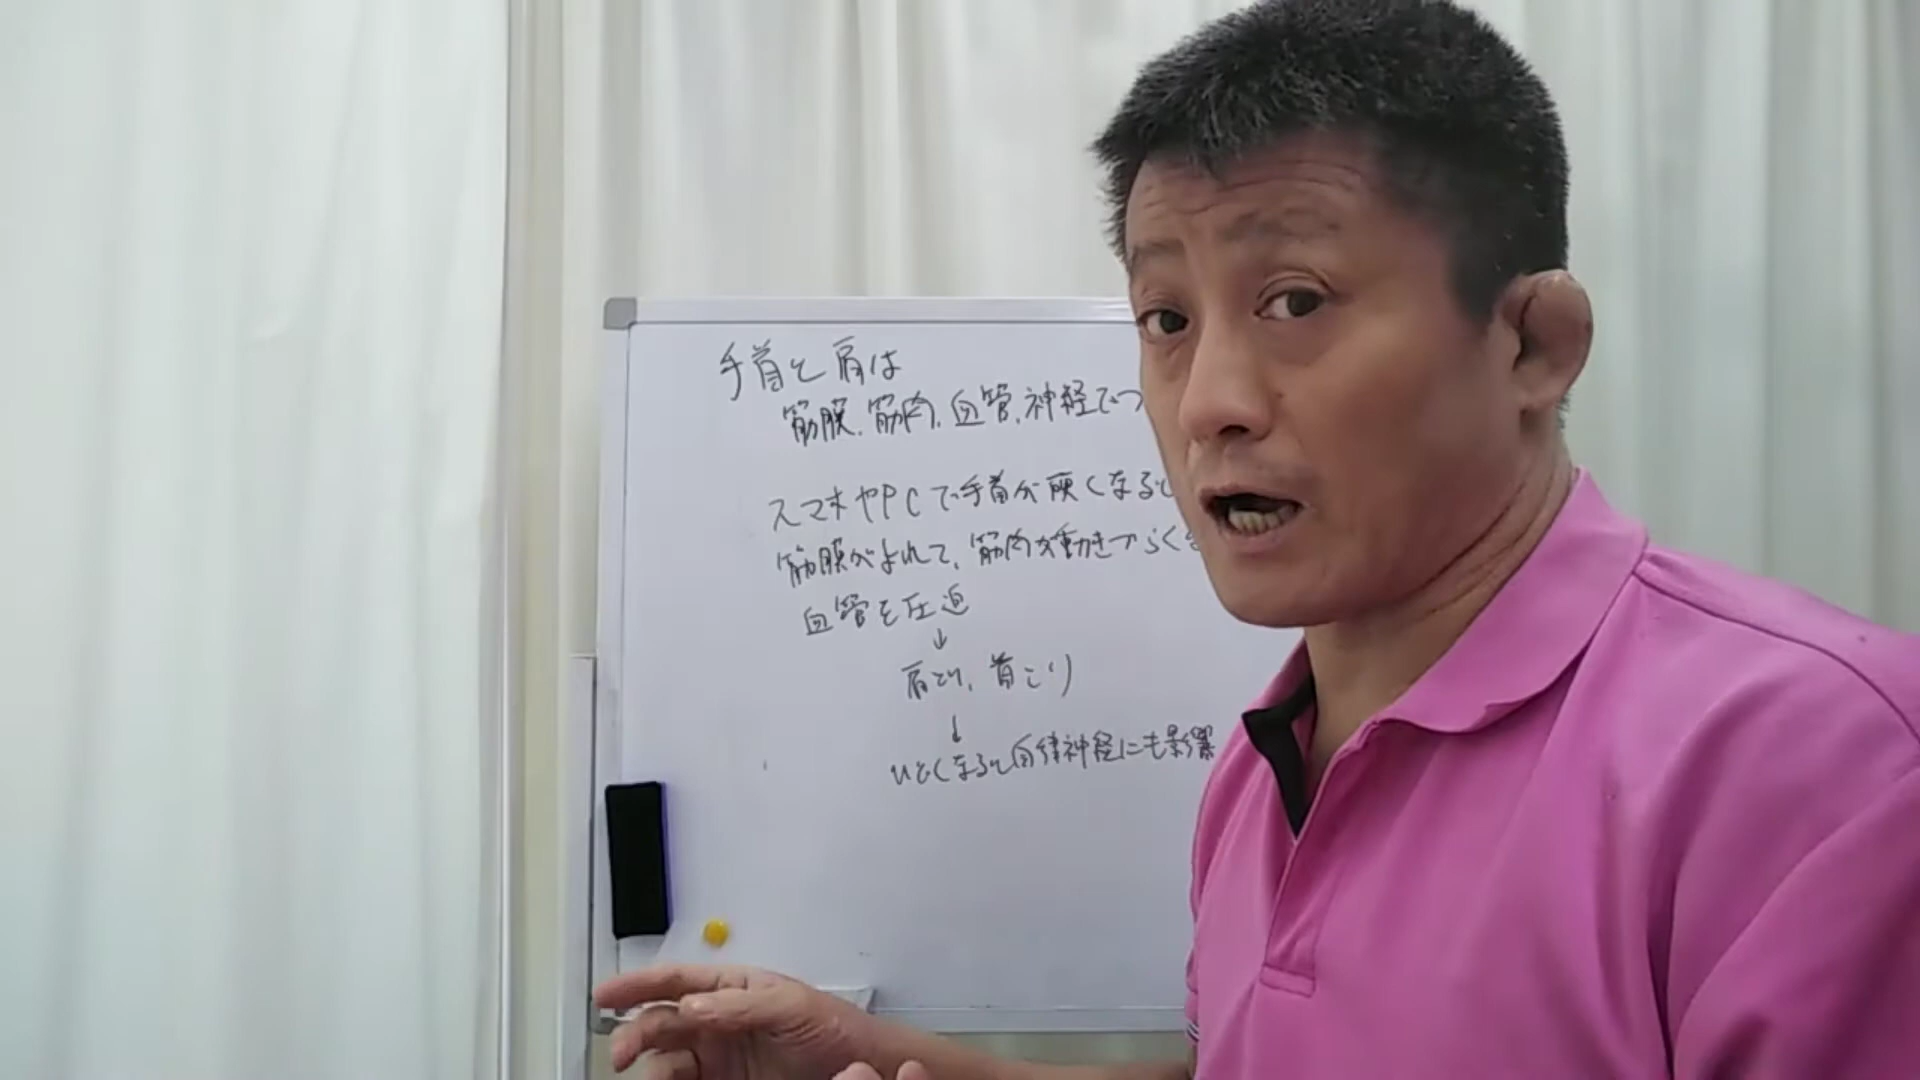 手首と肩は
筋膜.筋肉.血管.神経でつ
スマホやPCで手首が硬くなると
筋膜がよれて、筋肉が動きづらく
血管を圧迫
↓
肩こり、首こり
↓
ひどくなると自律神経にも影響